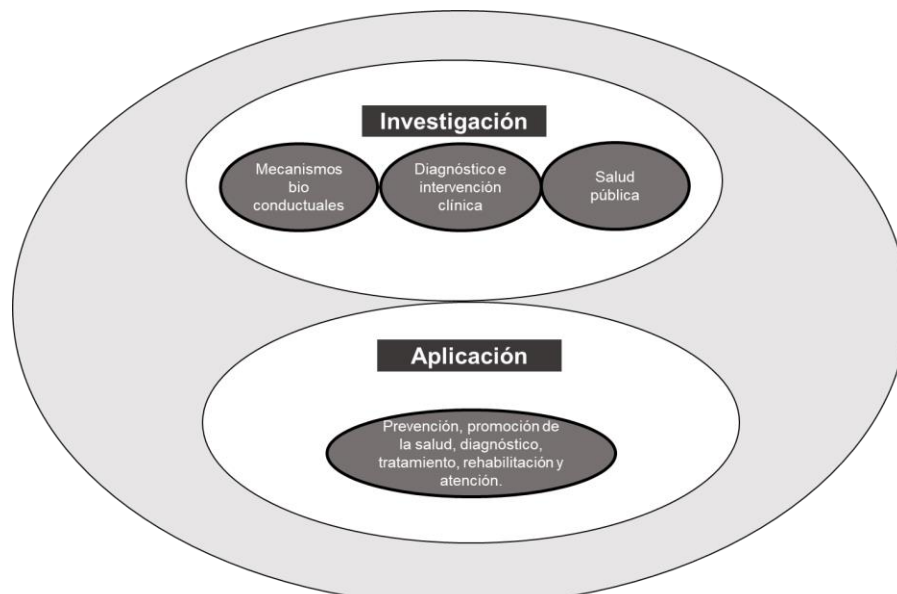 Investigación
Mecanismos
bio
conductuales
Diagnóstico e
intervención
clínica
Salud
pública
Aplicación
Prevención, promoción de
la salud, diagnóstico,
tratamiento, rehabilitación y
atención.